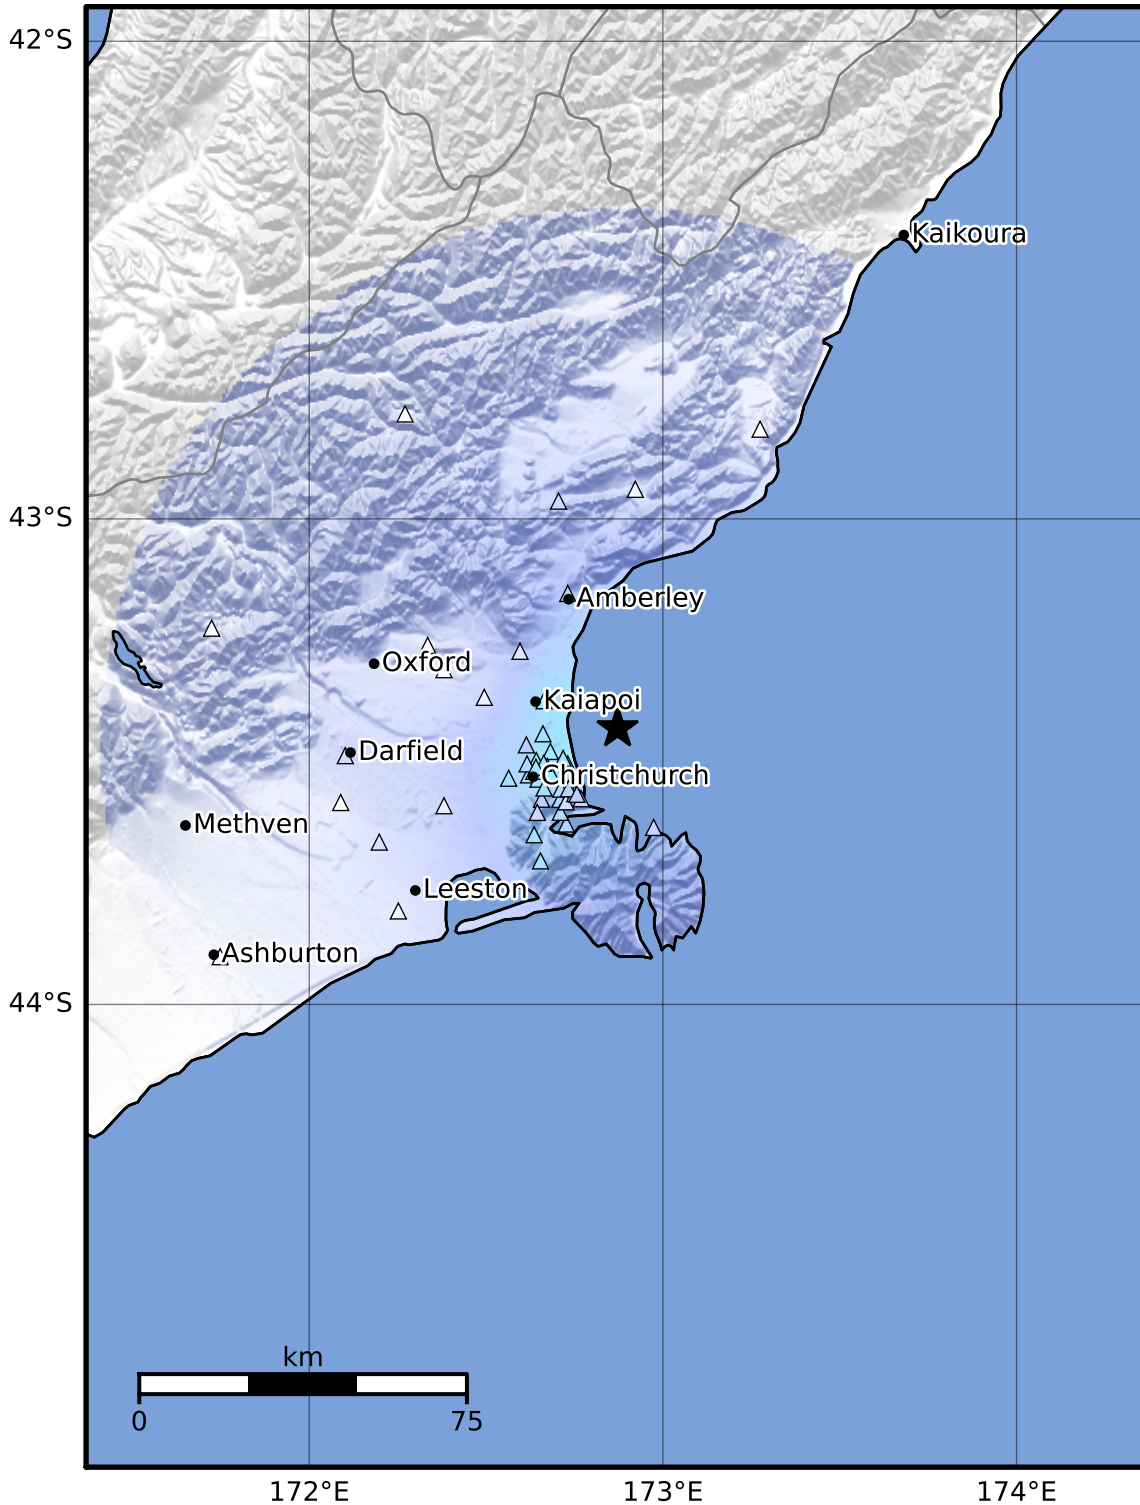 42°S
Kaikoura
43°S
Amberley
Oxford
Kaiapoi
Darfield
Christchurch
Methven
Leeston
Ashburton
44°S
km
0 75
172°E 173°E 174°E